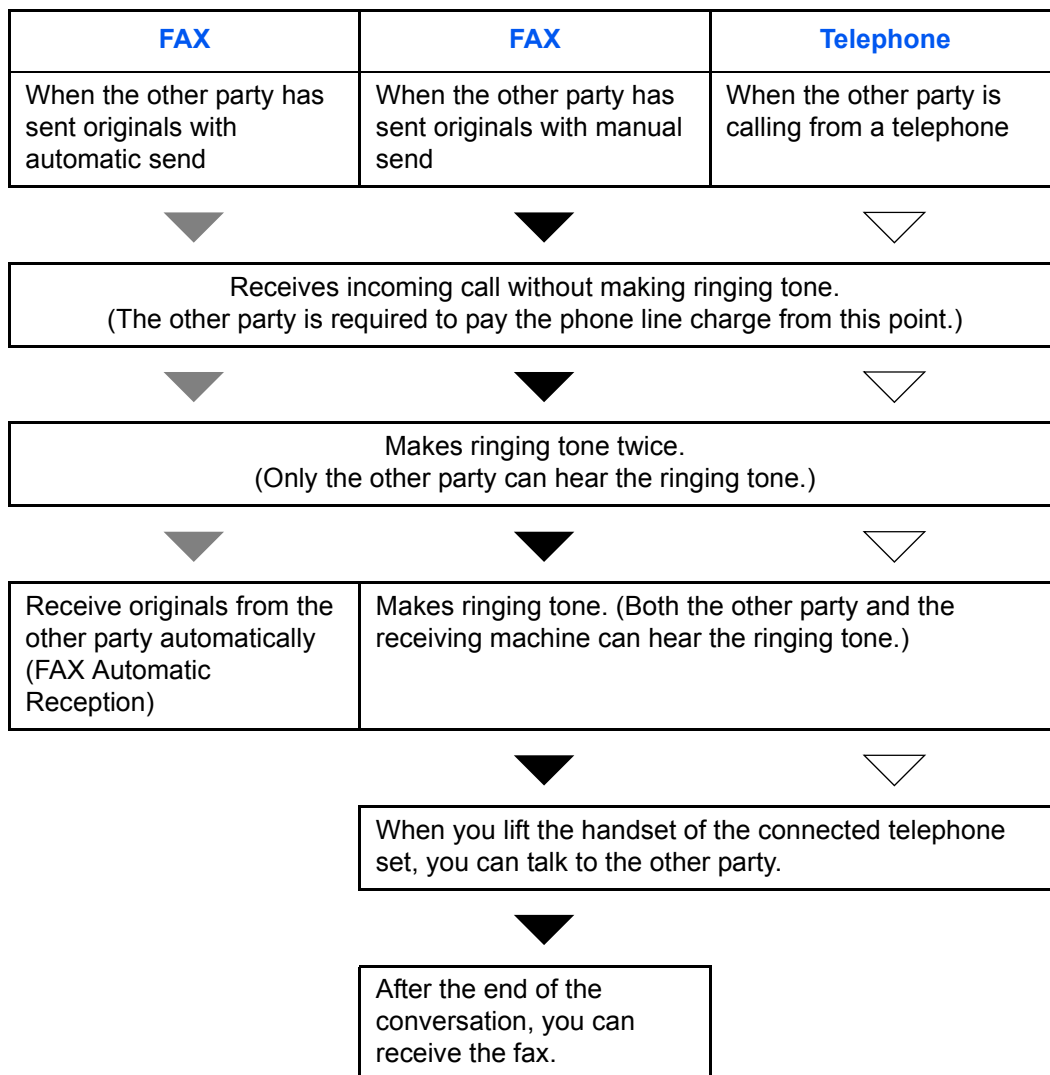 FAX
FAX
Telephone
When the other party has
sent originals with
automatic send
When the other party has
sent originals with manual
send
When the other party is
calling from a telephone
Receives incoming call without making ringing tone.
(The other party is required to pay the phone line charge from this point.)
Makes ringing tone twice.
(Only the other party can hear the ringing tone.)
Receive originals from the
other party automatically
(FAX Automatic
Reception)
Makes ringing tone. (Both the other party and the
receiving machine can hear the ringing tone.)
When you lift the handset of the connected telephone
set, you can talk to the other party.
After the end of the
conversation, you can
receive the fax.